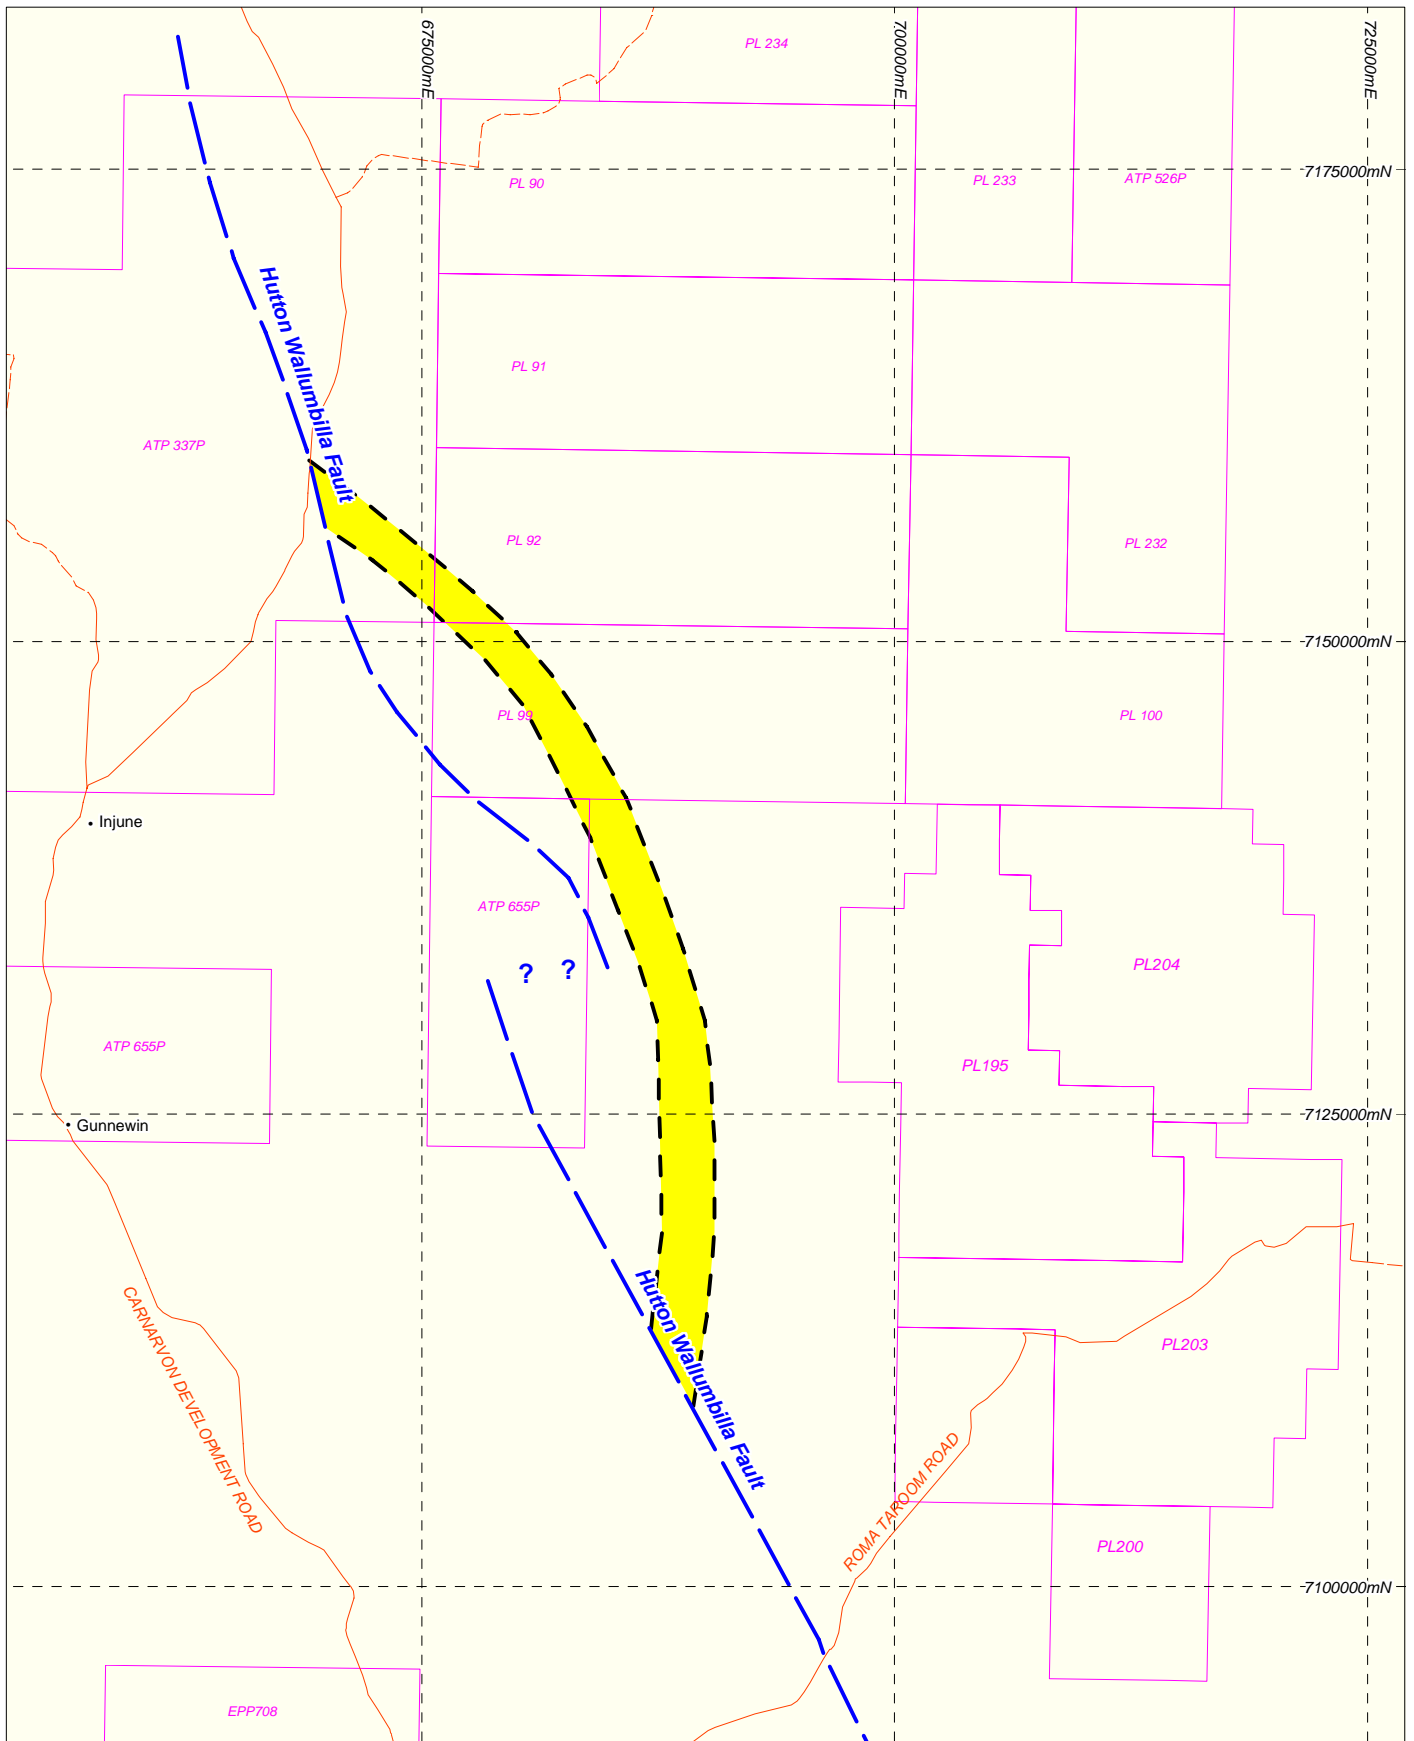 675000mE
700000mE
725000mE
PL 234
7175000mN
PL 90
PL 233
ATP 526P
Hutton Wallumbilla Fault
PL 91
ATP 337P
PL 92
PL 232
7150000mN
PL 99
PL 100
Injune
ATP 655P
? ?
PL204
ATP 655P
PL195
7125000mN
Gunnewin
CARNARVON DEVELOPMENT ROAD
Hutton Wallumbilla Fault
PL203
ROMA TAROOM ROAD
PL200
7100000mN
EPP708